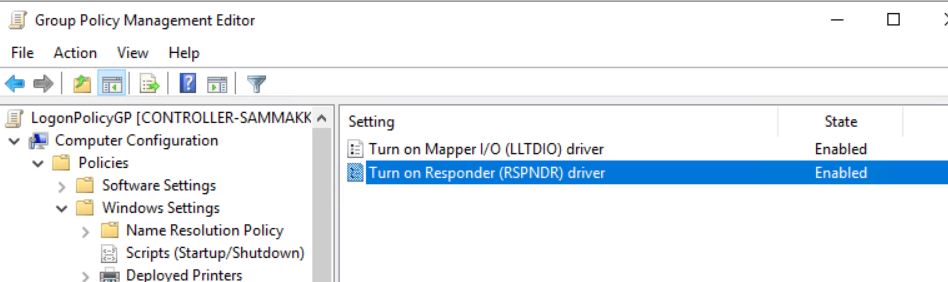 Group Policy Management Editor
File Action View Help
LogonPolicyGP [CONTROLLER-SAMMAKK
Computer Configuration
Policies
Software Settings
Windows Settings
Name Resolution Policy
Scripts (Startup/Shutdown)
Deployed Printers
Setting State
Turn on Mapper I/O (LLTDIO) driver Enabled
Turn on Responder (RSPNDR) driver Enabled